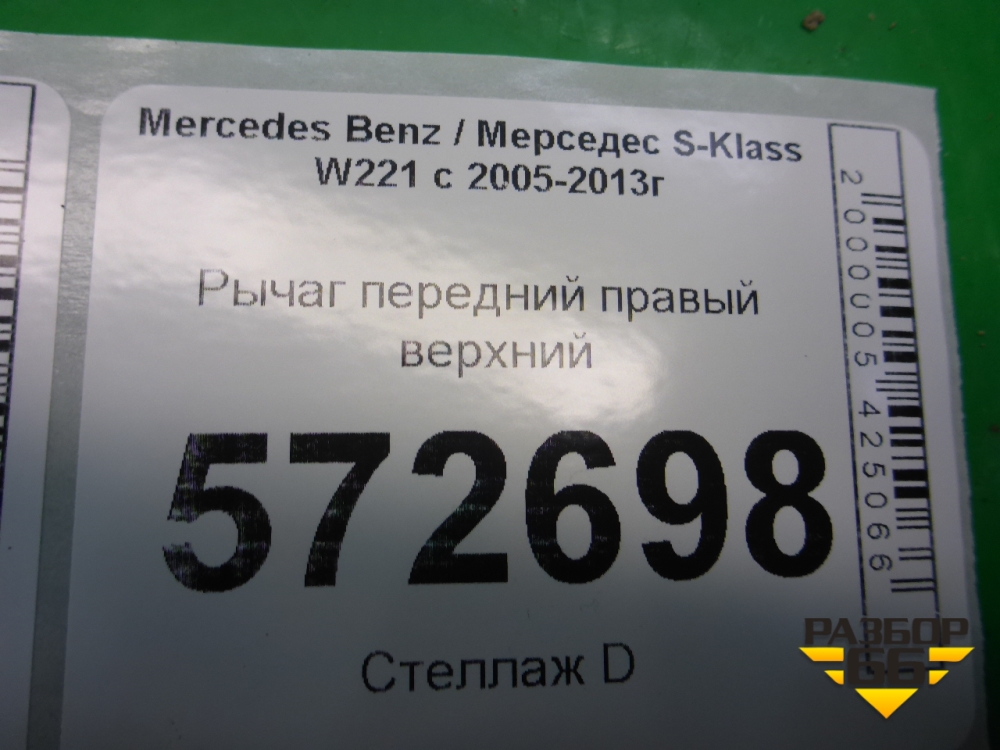 Mercedes Benz / Мерседес S-Klass
W221 с 2005-2013г
Рычаг передний правый
верхний
572698
Стеллаж D
2000005425066
РАЗБОР
66